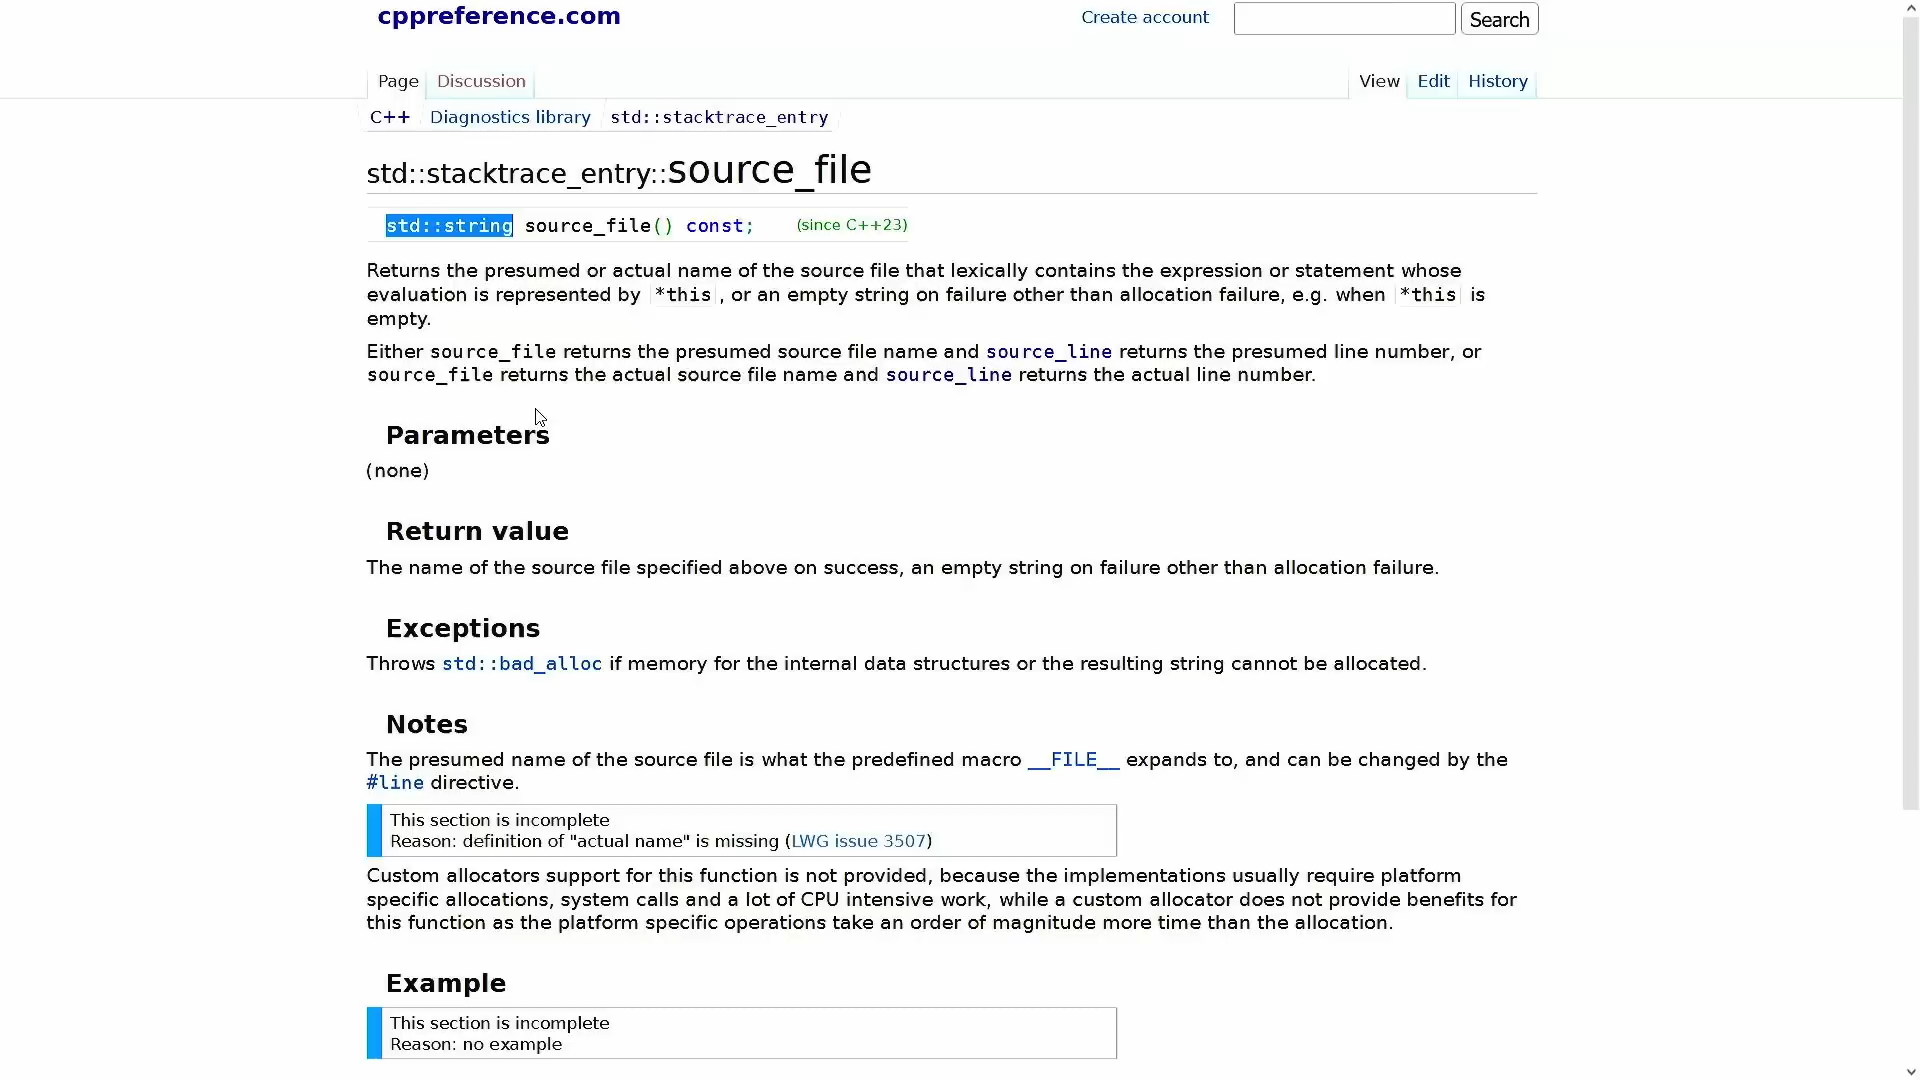 cppreference.com
Create account
Search
Page Discussion
View Edit History
C++ Diagnostics library std::stacktrace_entry
std::stacktrace_entry::source_file
std::string source_file() const; (since C++23)
Returns the presumed or actual name of the source file that lexically contains the expression or statement whose
evaluation is represented by *this , or an empty string on failure other than allocation failure, e.g. when *this is
empty.
Either source_file returns the presumed source file name and source_line returns the presumed line number, or
source_file returns the actual source file name and source_line returns the actual line number.
Parameters
(none)
Return value
The name of the source file specified above on success, an empty string on failure other than allocation failure.
Exceptions
Throws std::bad_alloc if memory for the internal data structures or the resulting string cannot be allocated.
Notes
The presumed name of the source file is what the predefined macro __FILE__ expands to, and can be changed by the
#line directive.
This section is incomplete
Reason: definition of "actual name" is missing (LWG issue 3507)
Custom allocators support for this function is not provided, because the implementations usually require platform
specific allocations, system calls and a lot of CPU intensive work, while a custom allocator does not provide benefits for
this function as the platform specific operations take an order of magnitude more time than the allocation.
Example
This section is incomplete
Reason: no example